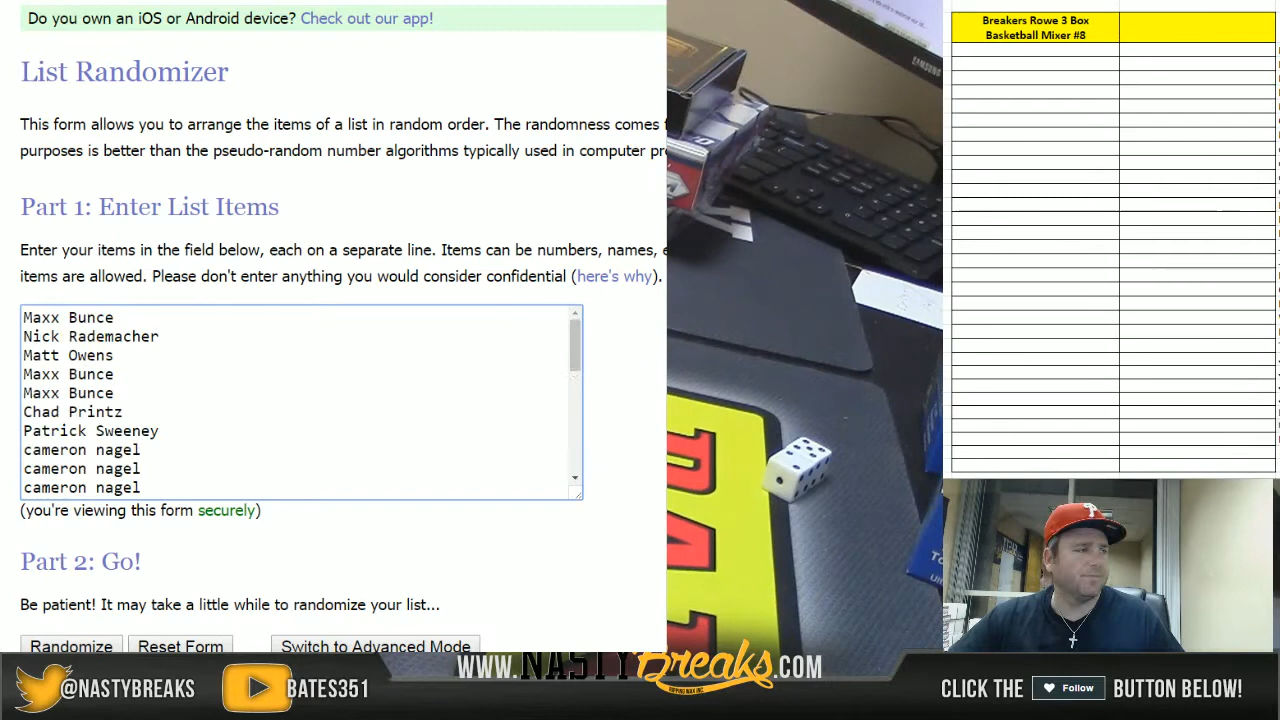 Do you own an iOS or Android device? Check out our app!
List Randomizer
This form allows you to arrange the items of a list in random order. The randomness comes f
purposes is better than the pseudo-random number algorithms typically used in computer pro
Part 1: Enter List Items
Enter your items in the field below, each on a separate line. Items can be numbers, names, e
items are allowed. Please don't enter anything you would consider confidential (here's why).
Maxx Bunce
Nick Rademacher
Matt Owens
Maxx Bunce
Maxx Bunce
Chad Printz
Patrick Sweeney
cameron nagel
cameron nagel
cameron nagel
(you're viewing this form securely)
Part 2: Go!
Be patient! It may take a little while to randomize your list...
Randomize
Reset Form
Switch to Advanced Mode
SAMSUNG
Breakers Rowe 3 Box
Basketball Mixer #8
@NASTYBREAKS
BATES351
WWW.NASTYBreaks.COM
RIPPING WAX INC
CLICK THE Follow BUTTON BELOW!